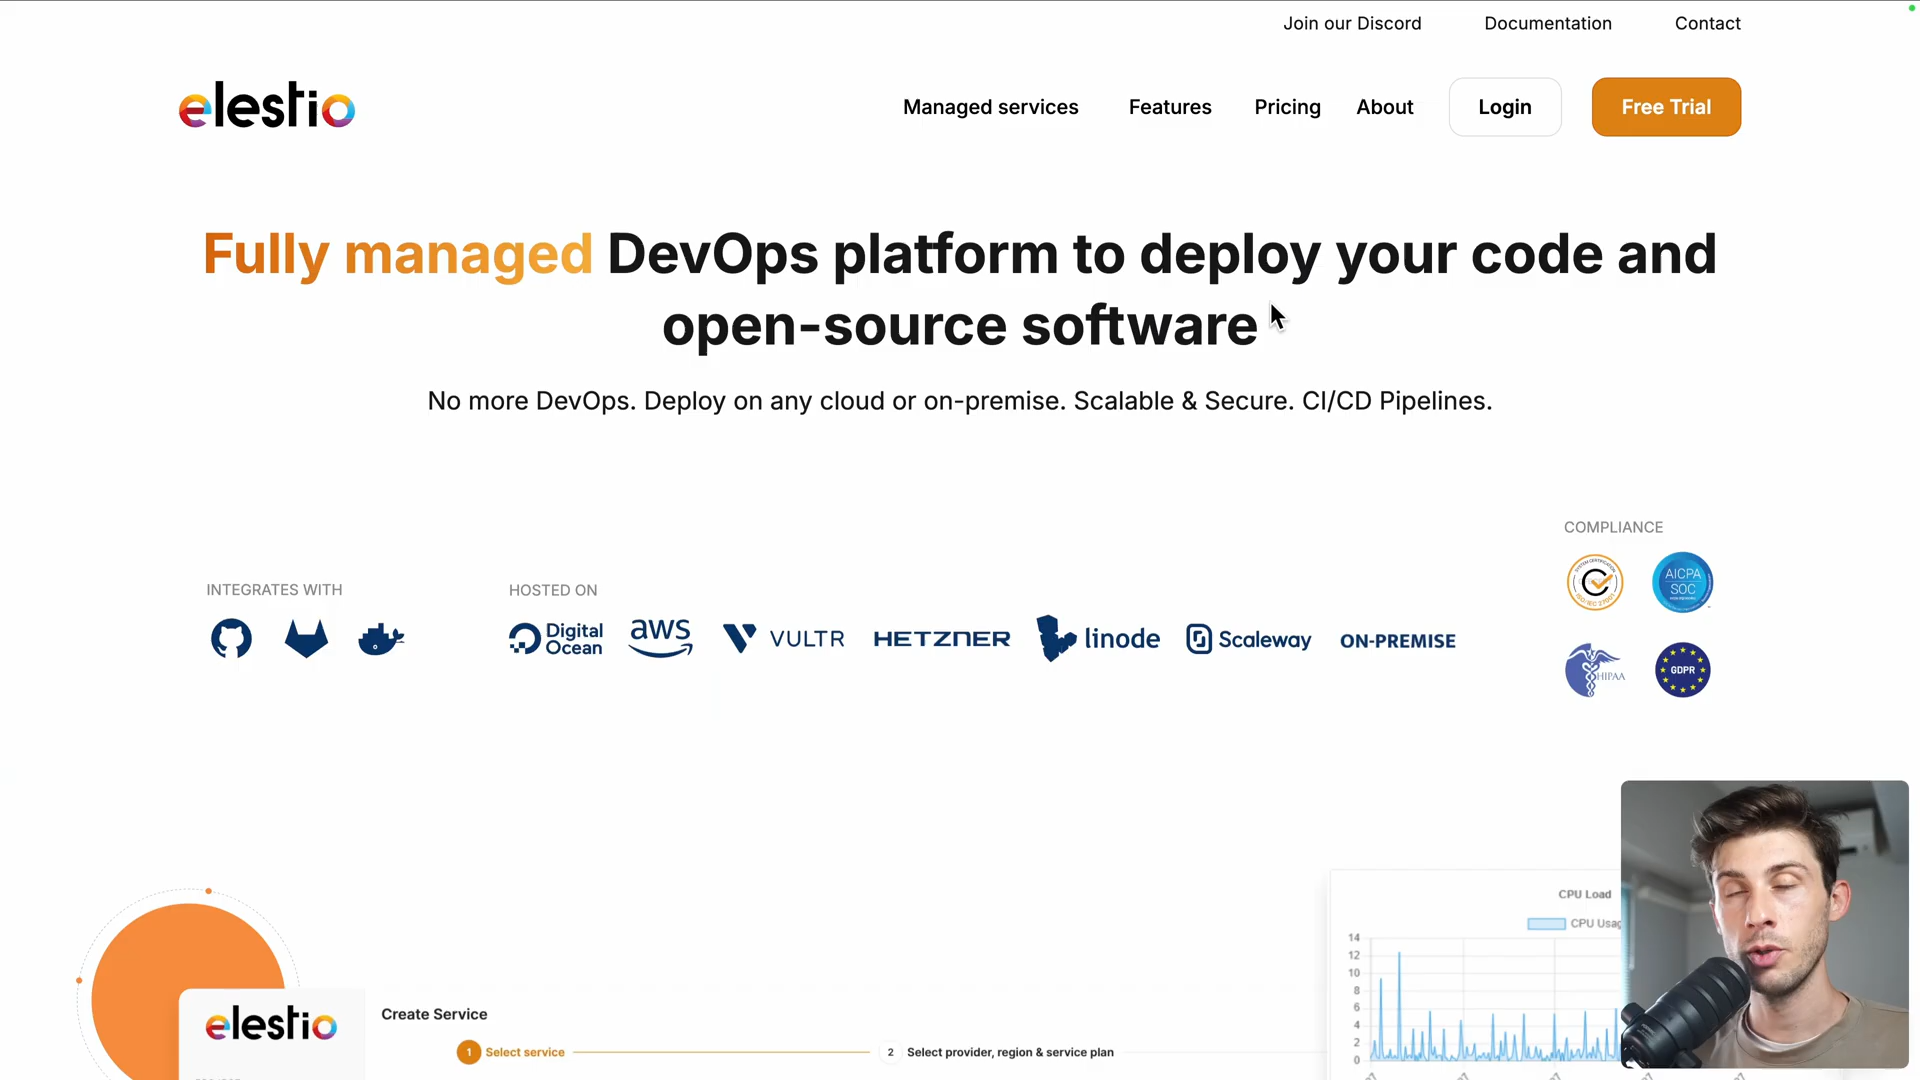 Join our Discord
Documentation
Contact
elestio
Managed services
Features
Pricing
About
Login
Free Trial
Fully managed DevOps platform to deploy your code and
open-source software
No more DevOps. Deploy on any cloud or on-premise. Scalable & Secure. CI/CD Pipelines.
COMPLIANCE
AICPA
SOC
HIPAA
GDPR
INTEGRATES WITH
HOSTED ON
Digital
Ocean
aws
VULTR
HETZNER
linode
Scaleway
ON-PREMISE
elestio
Create Service
1 Select service
2 Select provider, region & service plan
CPU Load
CPU Usag
14
12
10
8
6
4
2
0